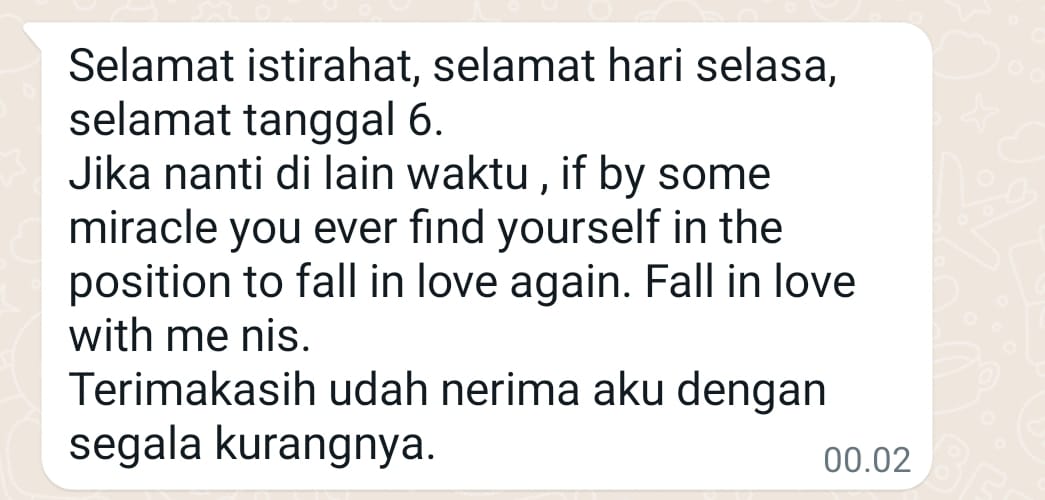 Selamat istirahat, selamat hari selasa,
selamat tanggal 6.
Jika nanti di lain waktu , if by some
miracle you ever find yourself in the
position to fall in love again. Fall in love
with me nis.
Terimakasih udah nerima aku dengan
segala kurangnya.
00.02